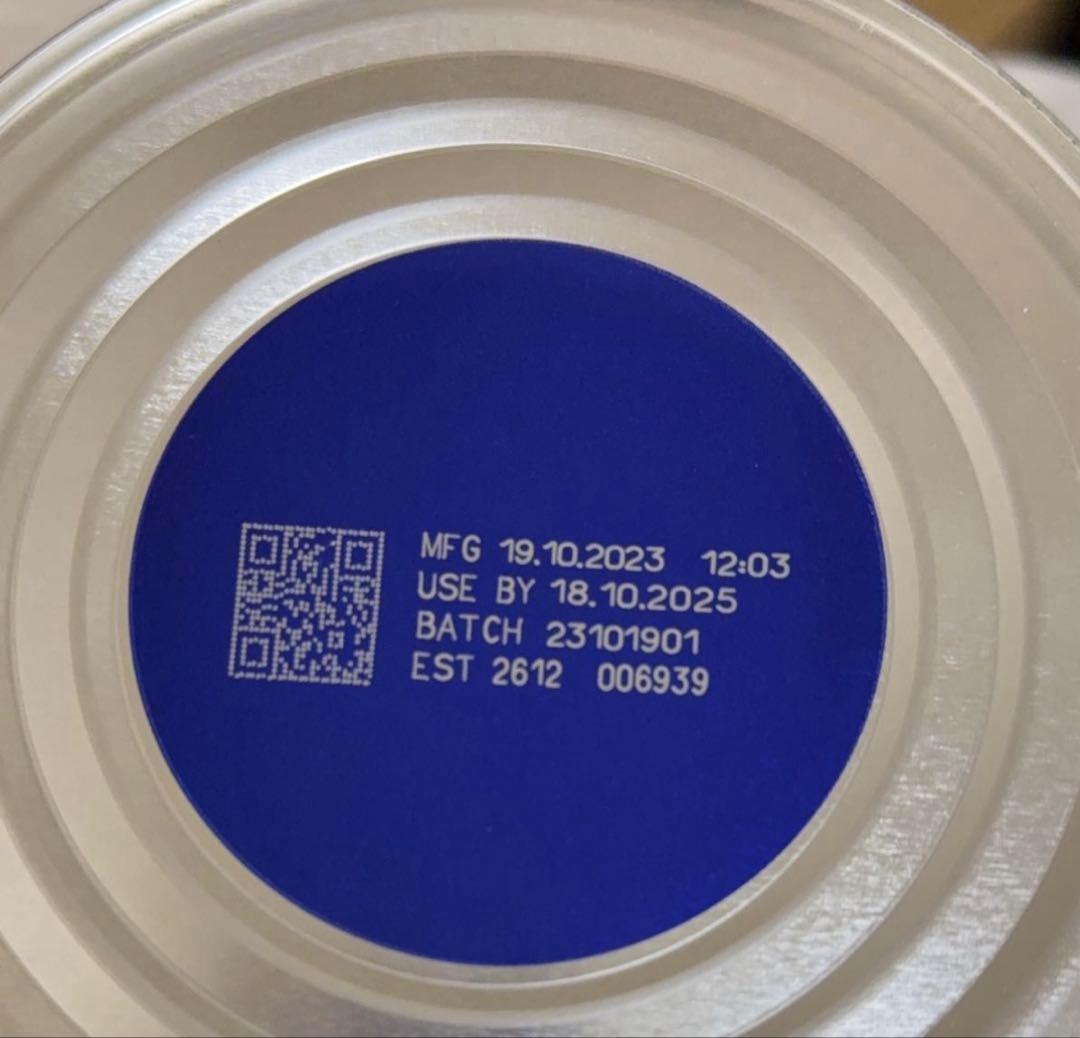 MFG 19.10.2023 12:03
USE BY 18.10.2025
BATCH 23101901
EST 2612 006939